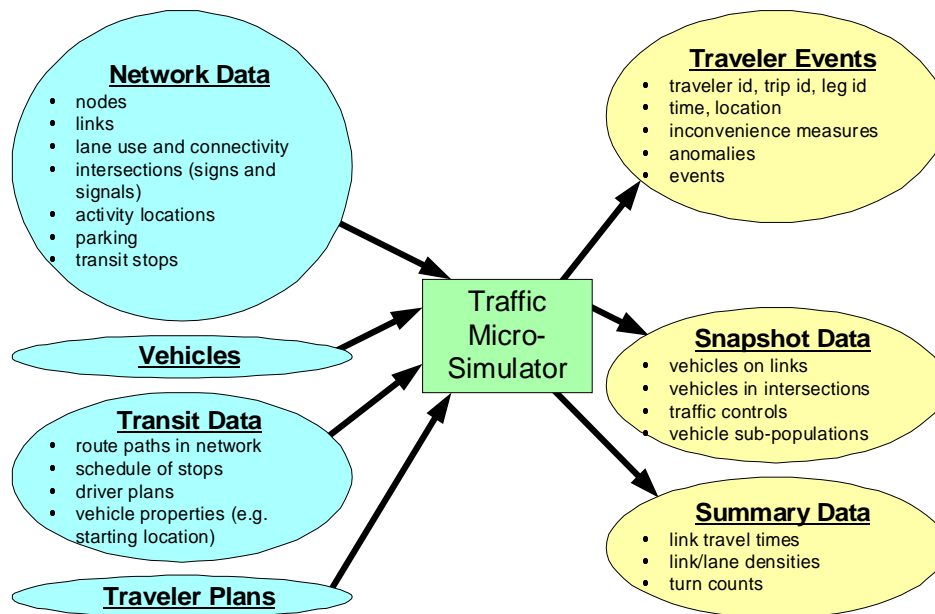 Network Data
• nodes
• links
• lane use and connectivity
• intersections (signs and
signals)
• activity locations
• parking
• transit stops
Vehicles
Transit Data
• route paths in network
• schedule of stops
• driver plans
• vehicle properties (e.g.
starting location)
Traveler Plans
Traffic
Micro-
Simulator
Traveler Events
• traveler id, trip id, leg id
• time, location
• inconvenience measures
• anomalies
• events
Snapshot Data
• vehicles on links
• vehicles in intersections
• traffic controls
• vehicle sub-populations
Summary Data
• link travel times
• link/lane densities
• turn counts